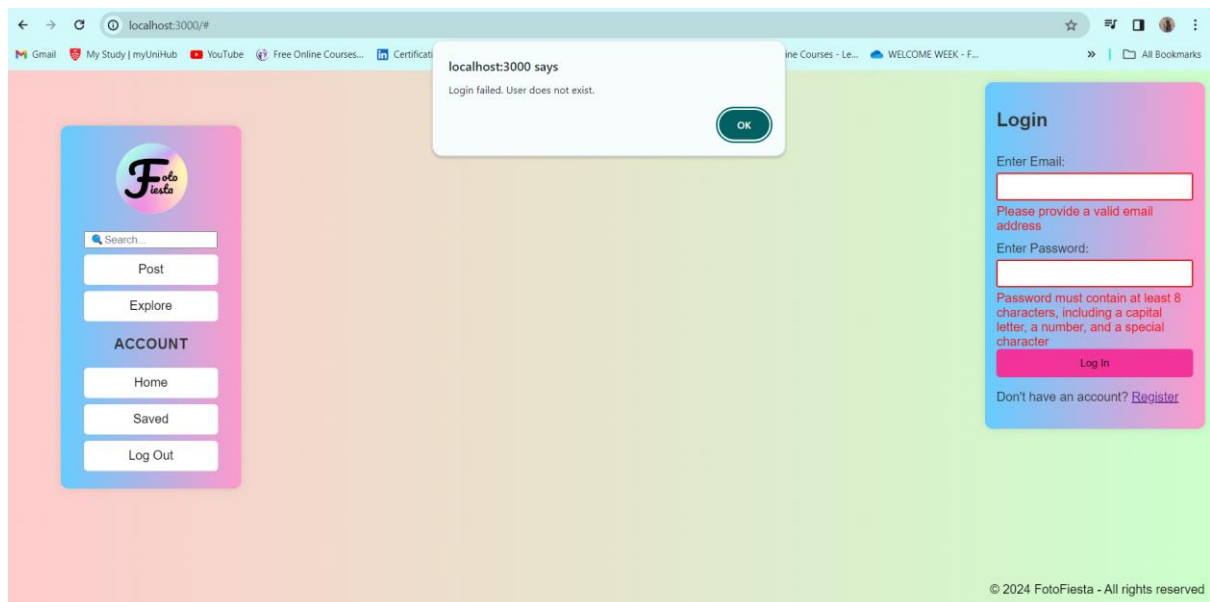 localhost:3000/#
Gmail My Study | myUniHub YouTube Free Online Courses... Certificati ine Courses - Le... WELCOME WEEK - F... » All Bookmarks
localhost:3000 says
Login failed. User does not exist.
OK
Foto
Fiesta
Search...
Post
Explore
ACCOUNT
Home
Saved
Log Out
Login
Enter Email:
Please provide a valid email
address
Enter Password:
Password must contain at least 8
characters, including a capital
letter, a number, and a special
character
Log In
Don't have an account? Register
© 2024 FotoFiesta - All rights reserved